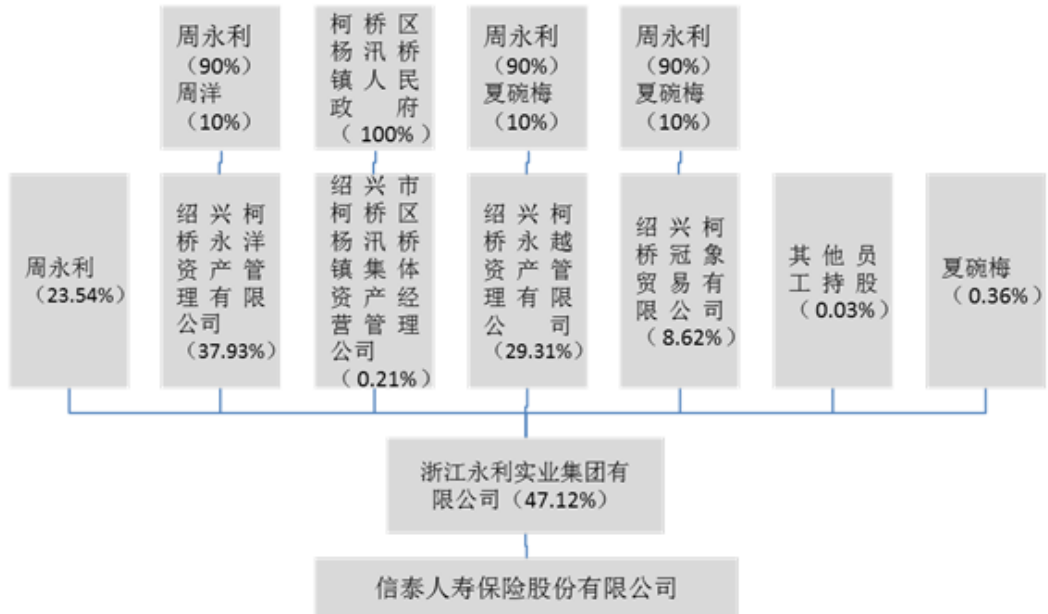 周永利
（90%）
周洋
（10%）
柯桥区
杨汛桥
镇人民
政府
（100%）
周永利
（90%）
夏碗梅
（10%）
周永利
（90%）
夏碗梅
（10%）
周永利
（23.54%）
绍兴柯
桥永洋
资产管
理有限
公司
（37.93%）
绍兴市
柯桥区
杨汛桥
镇集体
资产经
营管理
公司
（0.21%）
绍兴柯
桥永越
资产管
理有限
公司
（29.31%）
绍兴柯
桥冠象
贸易有
限公司
（8.62%）
其他员
工持股
（0.03%）
夏碗梅
（0.36%）
浙江永利实业集团有
限公司（47.12%）
信泰人寿保险股份有限公司